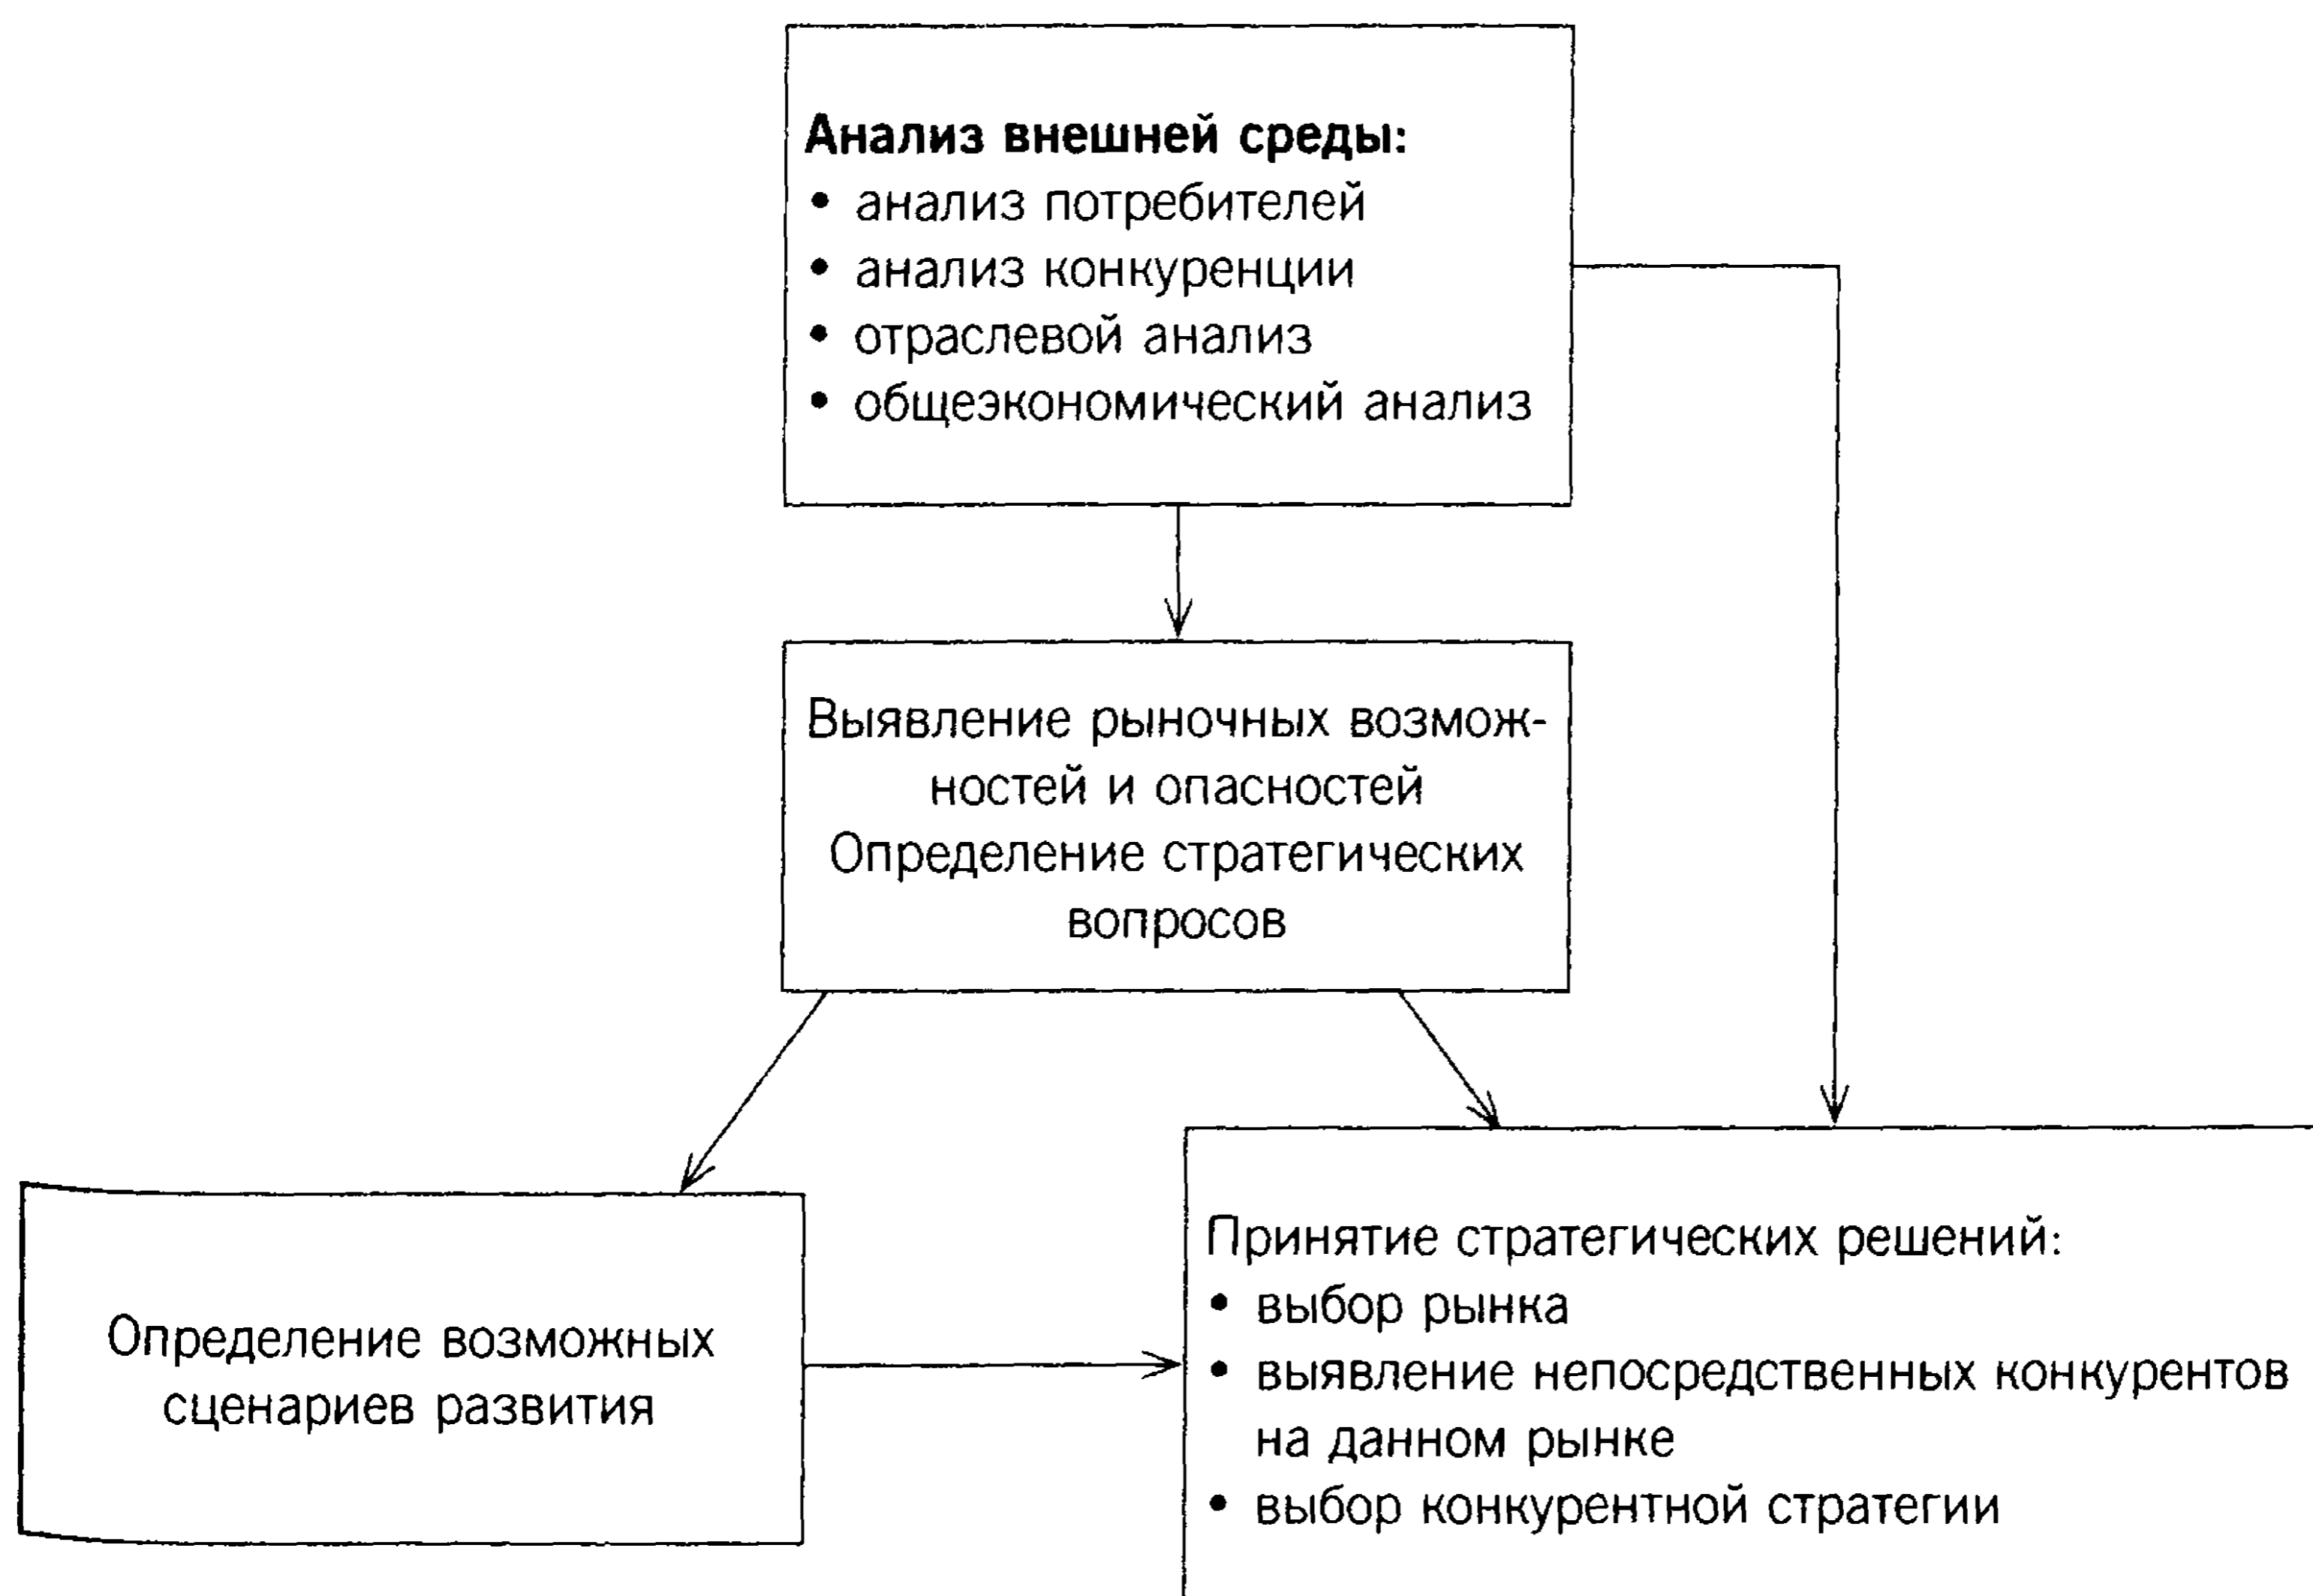 Анализ внешней среды:
• анализ потребителей
• анализ конкуренции
• отраслевой анализ
• общеэкономический анализ
Выявление рыночных возмож-
ностей и опасностей
Определение стратегических
вопросов
Определение возможных
сценариев развития
Принятие стратегических решений:
• выбор рынка
• выявление непосредственных конкурентов
на данном рынке
• выбор конкурентной стратегии